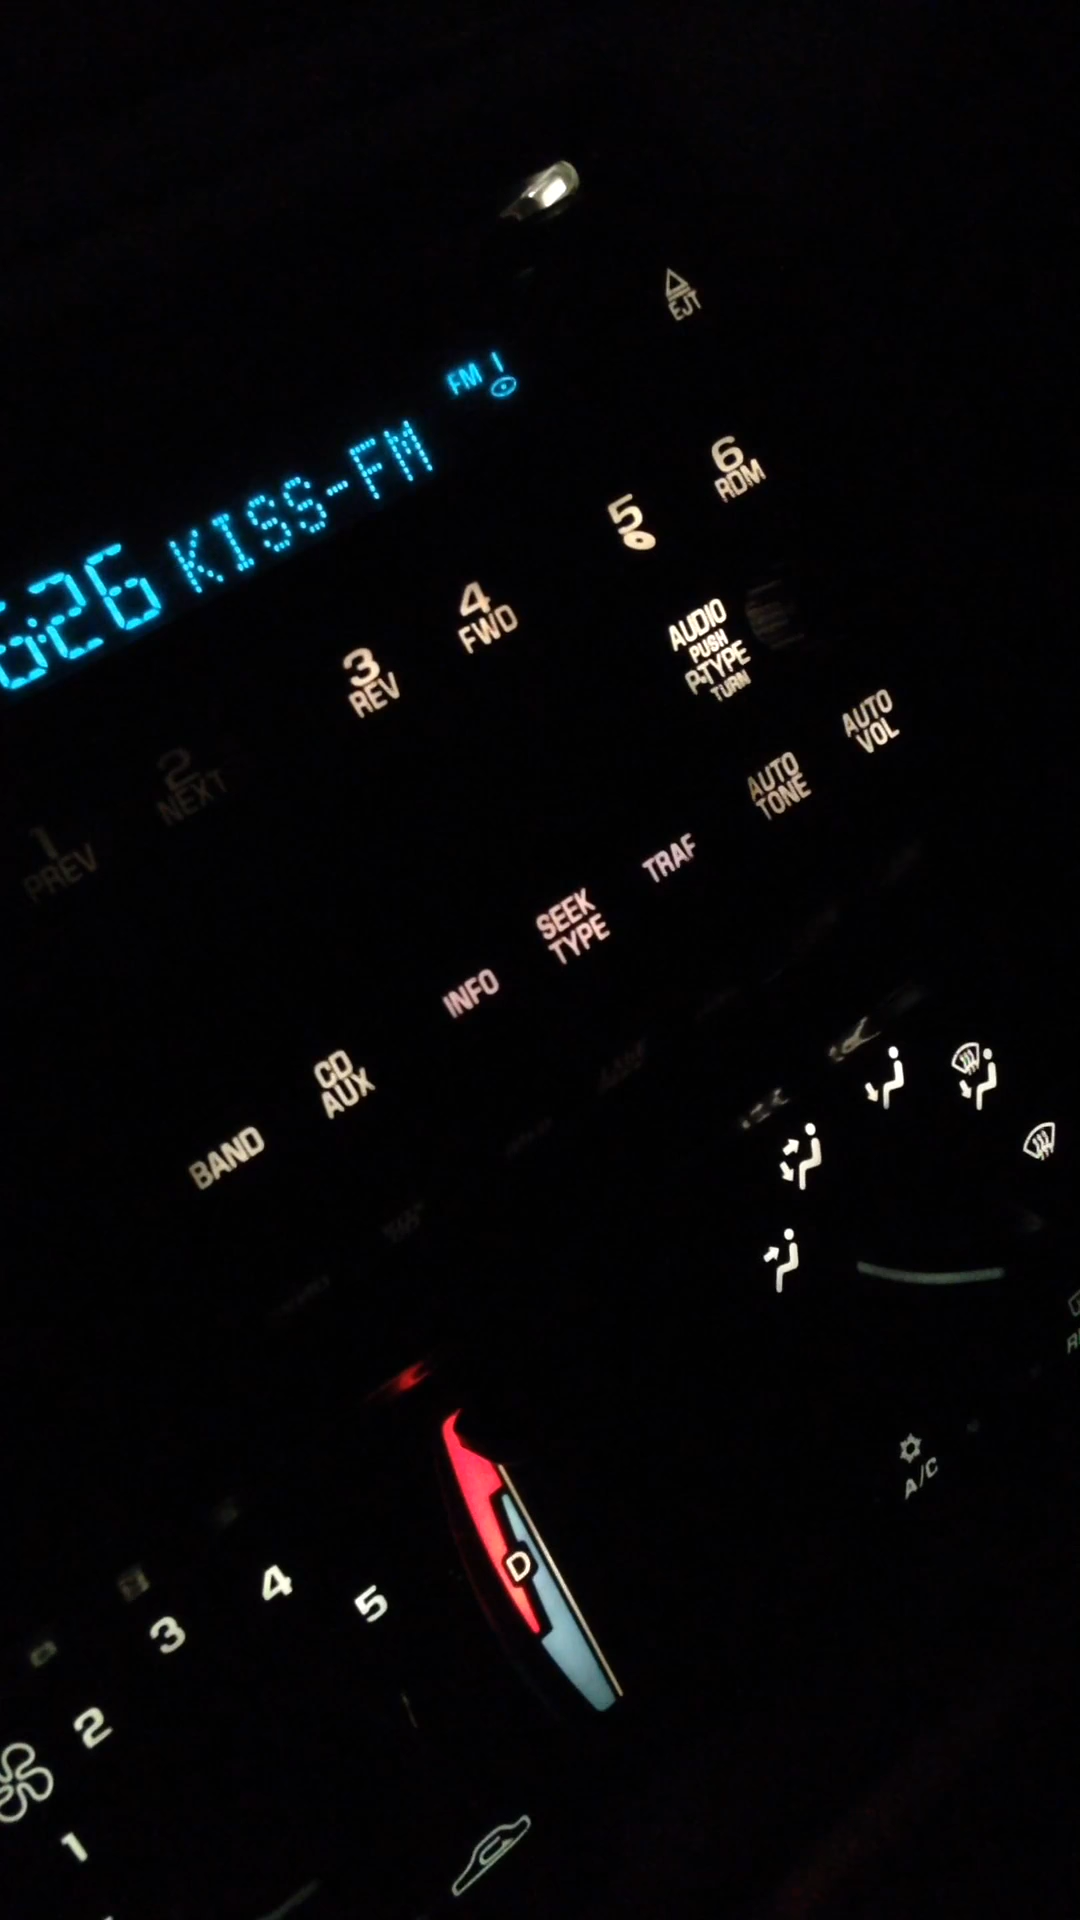 EJT
FM 1
6:26 KISS-FM
6
RDM
5
4
FWD
3
REV
2
NEXT
1
PREV
AUDIO
PUSH
P-TYPE
TURN
AUTO
VOL
AUTO
TONE
TRAF
SEEK
TYPE
INFO
CD
AUX
BAND
A/C
D
5
4
3
2
1